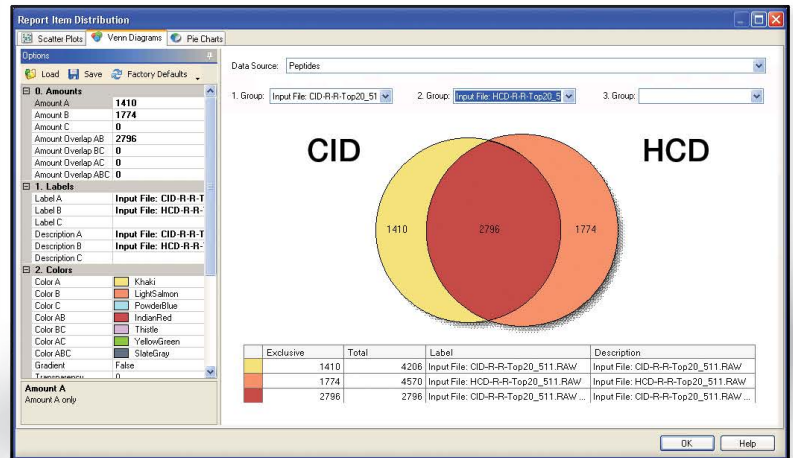 Report Item Distribution
Scatter Plots Venn Diagrams Pie Charts
Options
Load Save Factory Defaults
0. Amounts
Amount A 1410
Amount B 1774
Amount C 0
Amount Overlap AB 2796
Amount Overlap BC 0
Amount Overlap AC 0
Amount Overlap ABC 0
1. Labels
Label A Input File: CID-R-R-T
Label B Input File: HCD-R-R-
Label C
Description A Input File: CID-R-R-T
Description B Input File: HCD-R-R-
Description C
2. Colors
Color A Khaki
Color B LightSalmon
Color C PowderBlue
Color AB IndianRed
Color BC Thistle
Color AC YellowGreen
Color ABC SlateGray
Gradient False
Transparency 0
Amount A
Amount A only
Data Source: Peptides
1. Group: Input File: CID-R-R-Top20_51 2. Group: Input File: HCD-R-R-Top20_5 3. Group:
CID HCD
1410 2796 1774
Exclusive Total Label Description
1410 4206 Input File: CID-R-R-Top20_511.RAW Input File: CID-R-R-Top20_511.RAW
1774 4570 Input File: HCD-R-R-Top20_511.RAW Input File: HCD-R-R-Top20_511.RAW
2796 2796 Input File: CID-R-R-Top20_511.RAW ... Input File: CID-R-R-Top20_511.RAW ...
OK Help